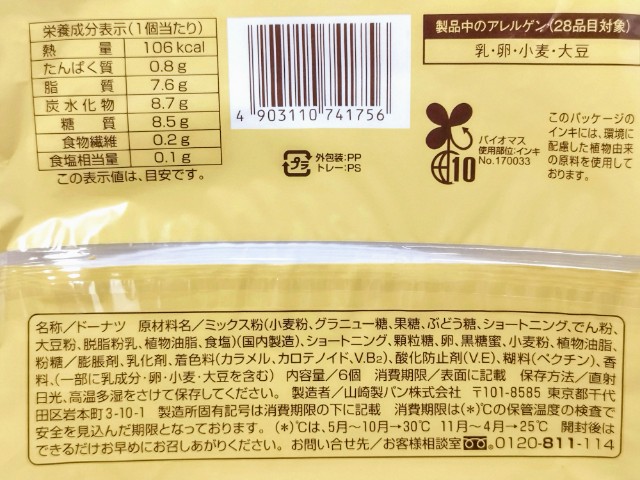 栄養成分表示(1個当たり)
熱量 106 kcal
たんぱく質 0.8 g
脂質 7.6 g
炭水化物 8.7 g
糖質 8.5 g
食物繊維 0.2 g
食塩相当量 0.1 g
この表示値は、目安です。
4 903110 741756
プラ
外包装:PP
トレー:PS
製品中のアレルゲン(28品目対象)
乳・卵・小麦・大豆
10
バイオマス
使用部位:インキ
No.170033
このパッケージの
インキには、環境に
配慮した植物由来
の原料を使用して
おります。
名称/ドーナツ 原材料名/ミックス粉(小麦粉、グラニュー糖、果糖、ぶどう糖、ショートニング、でん粉、
大豆粉、脱脂粉乳、植物油脂、食塩)(国内製造)、ショートニング、顆粒糖、卵、黒糖蜜、小麦粉、植物油脂、
粉糖/膨脹剤、乳化剤、着色料(カラメル、カロテノイド、V.B₂)、酸化防止剤(V.E)、糊料(ペクチン)、香
料、(一部に乳成分・卵・小麦・大豆を含む) 内容量/6個 消費期限/表面に記載 保存方法/直射
日光、高温多湿をさけて保存してください。 製造者/山崎製パン株式会社 〒101-8585 東京都千代
田区岩本町3-10-1 製造所固有記号は消費期限の下に記載 消費期限は(*)℃の保管温度の検査で
安全を見込んだ期限となっております。(*)℃は、5月〜10月→30℃ 11月〜4月→25℃ 開封後は
できるだけお早めにお召しあがりください。 お問い合せ先/お客様相談室 0120-811-114